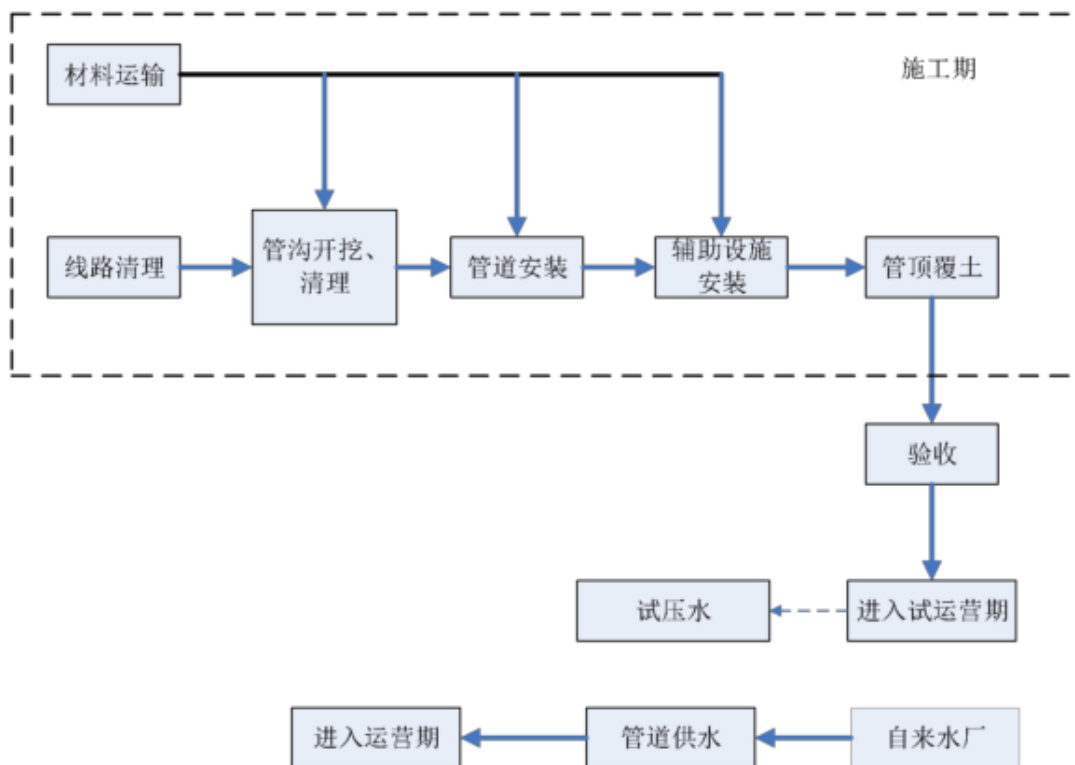 材料运输
施工期
线路清理
管沟开挖、
清理
管道安装
辅助设施
安装
管顶覆土
验收
试压水
进入试运营期
进入运营期
管道供水
自来水厂